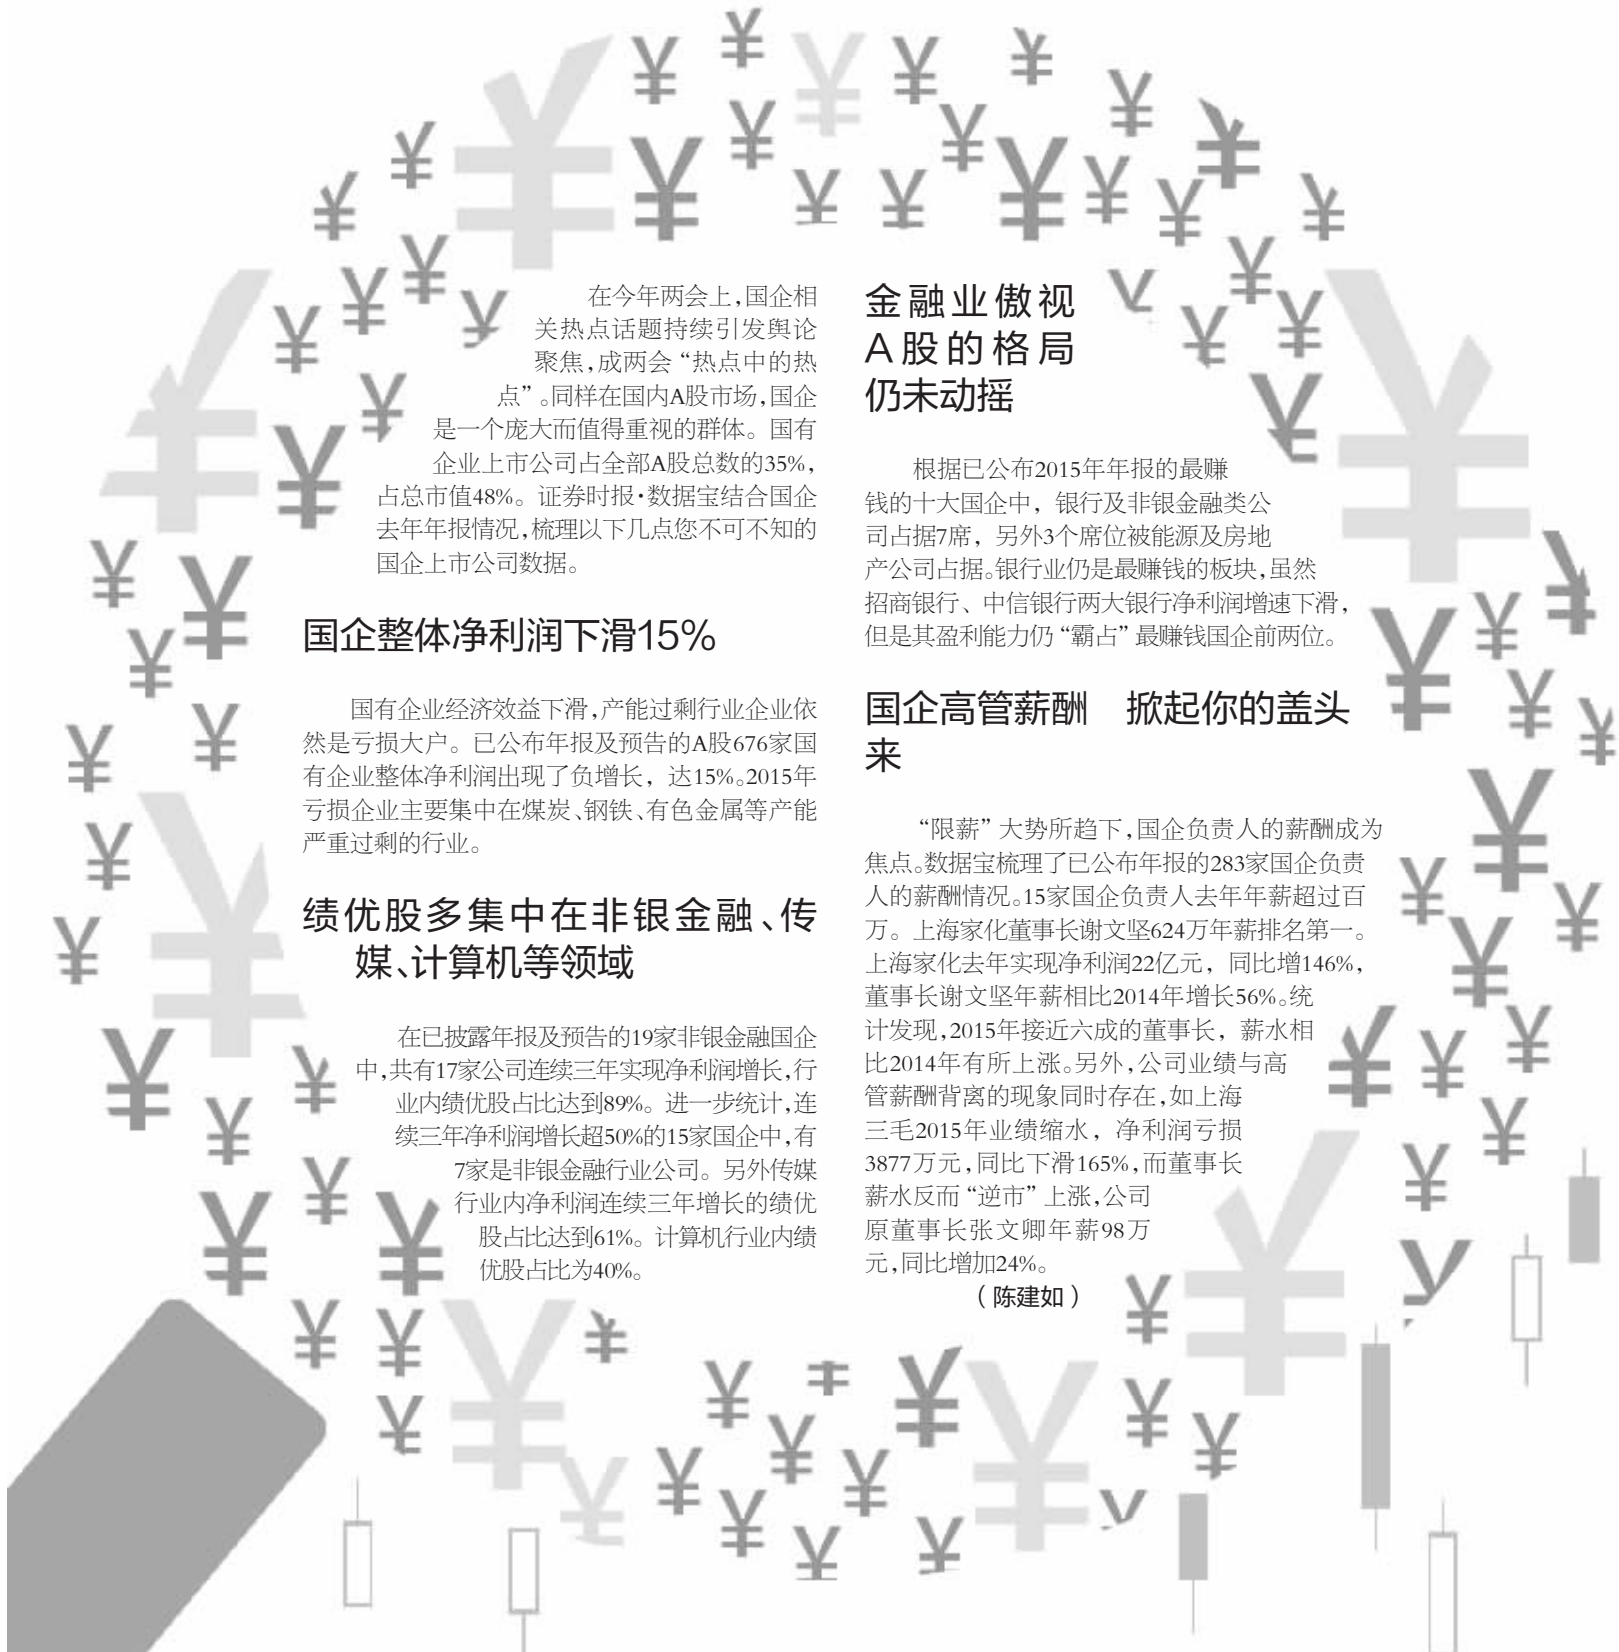 在今年两会上,国企相
关热点话题持续引发舆论
聚焦,成两会“热点中的热
点”。同样在国内A股市场,国企
是一个庞大而值得重视的群体。国有
企业上市公司占全部A股总数的35%,
占总市值48%。证券时报·数据宝结合国企
去年年报情况,梳理以下几点您不可不知的
国企上市公司数据。
国企整体净利润下滑15%
国有企业经济效益下滑,产能过剩行业企业依
然是亏损大户。已公布年报及预告的A股676家国
有企业整体净利润出现了负增长,达15%。2015年
亏损企业主要集中在煤炭、钢铁、有色金属等产能
严重过剩的行业。
绩优股多集中在非银金融、传
媒、计算机等领域
在已披露年报及预告的19家非银金融国企
中,共有17家公司连续三年实现净利润增长,行
业内绩优股占比达到89%。进一步统计,连
续三年净利润增长超50%的15家国企中,有
7家是非银金融行业公司。另外传媒
行业内净利润连续三年增长的绩优
股占比达到61%。计算机行业内绩
优股占比为40%。
金融业傲视
A股的格局
仍未动摇
根据已公布2015年年报的最赚
钱的十大国企中,银行及非银金融类公
司占据7席,另外3个席位被能源及房地
产公司占据。银行业仍是最赚钱的板块,虽然
招商银行、中信银行两大银行净利润增速下滑,
但是其盈利能力仍“霸占”最赚钱国企前两位。
国企高管薪酬 掀起你的盖头
来
“限薪”大势所趋下,国企负责人的薪酬成为
焦点。数据宝梳理了已公布年报的283家国企负责
人的薪酬情况。15家国企负责人去年年薪超过百
万。上海家化董事长谢文坚624万年薪排名第一。
上海家化去年实现净利润22亿元,同比增146%,
董事长谢文坚年薪相比2014年增长56%。统
计发现,2015年接近六成的董事长,薪水相
比2014年有所上涨。另外,公司业绩与高
管薪酬背离的现象同时存在,如上海
三毛2015年业绩缩水,净利润亏损
3877万元,同比下滑165%,而董事长
薪水反而“逆市”上涨,公司
原董事长张文卿年薪98万
元,同比增加24%。
(陈建如)